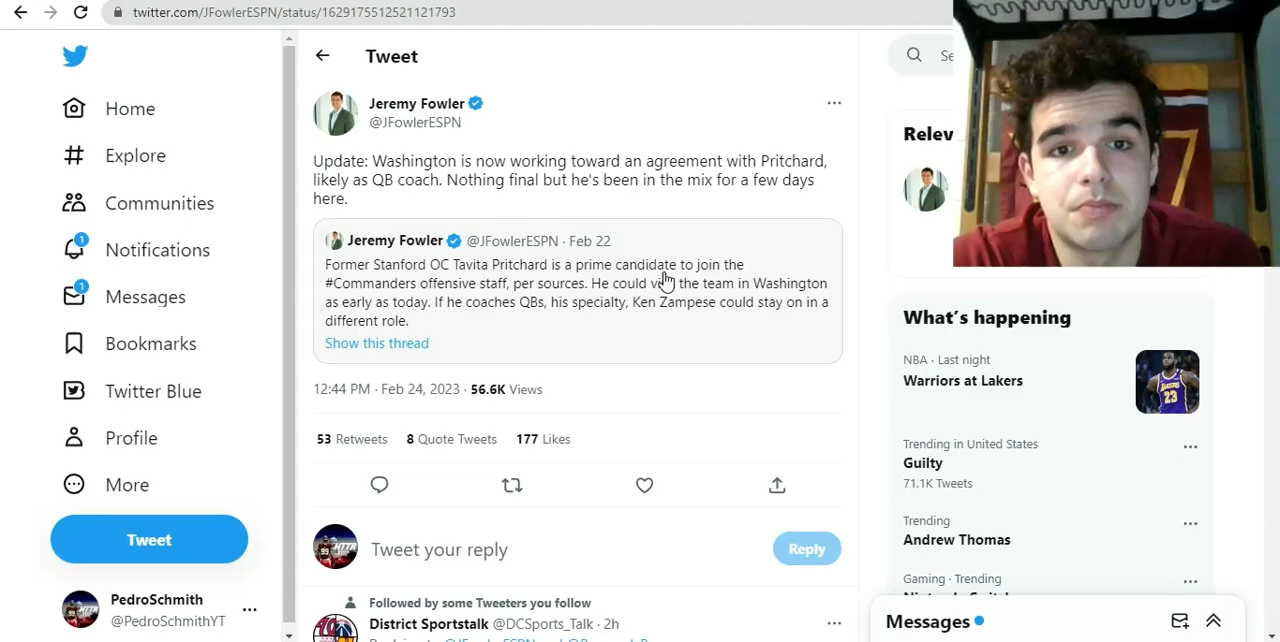 twitter.com/JFowlerESPN/status/1629175512521121793
Home
Explore
Communities
1
Notifications
1
Messages
Bookmarks
Twitter Blue
Profile
More
Tweet
PedroSchmith
@PedroSchmithYT
Tweet
Jeremy Fowler
@JFowlerESPN
Update: Washington is now working toward an agreement with Pritchard,
likely as QB coach. Nothing final but he's been in the mix for a few days
here.
Jeremy Fowler @JFowlerESPN · Feb 22
Former Stanford OC Tavita Pritchard is a prime candidate to join the
#Commanders offensive staff, per sources. He could the team in Washington
as early as today. If he coaches QBs, his specialty, Ken Zampese could stay on in a
different role.
Show this thread
12:44 PM · Feb 24, 2023 · 56.6K Views
53 Retweets 8 Quote Tweets 177 Likes
Tweet your reply
Reply
Followed by some Tweeters you follow
District Sportstalk @DCSports_Talk · 2h
What's happening
NBA · Last night
Warriors at Lakers
Trending in United States
Guilty
71.1K Tweets
Trending
Andrew Thomas
Gaming · Trending
Messages